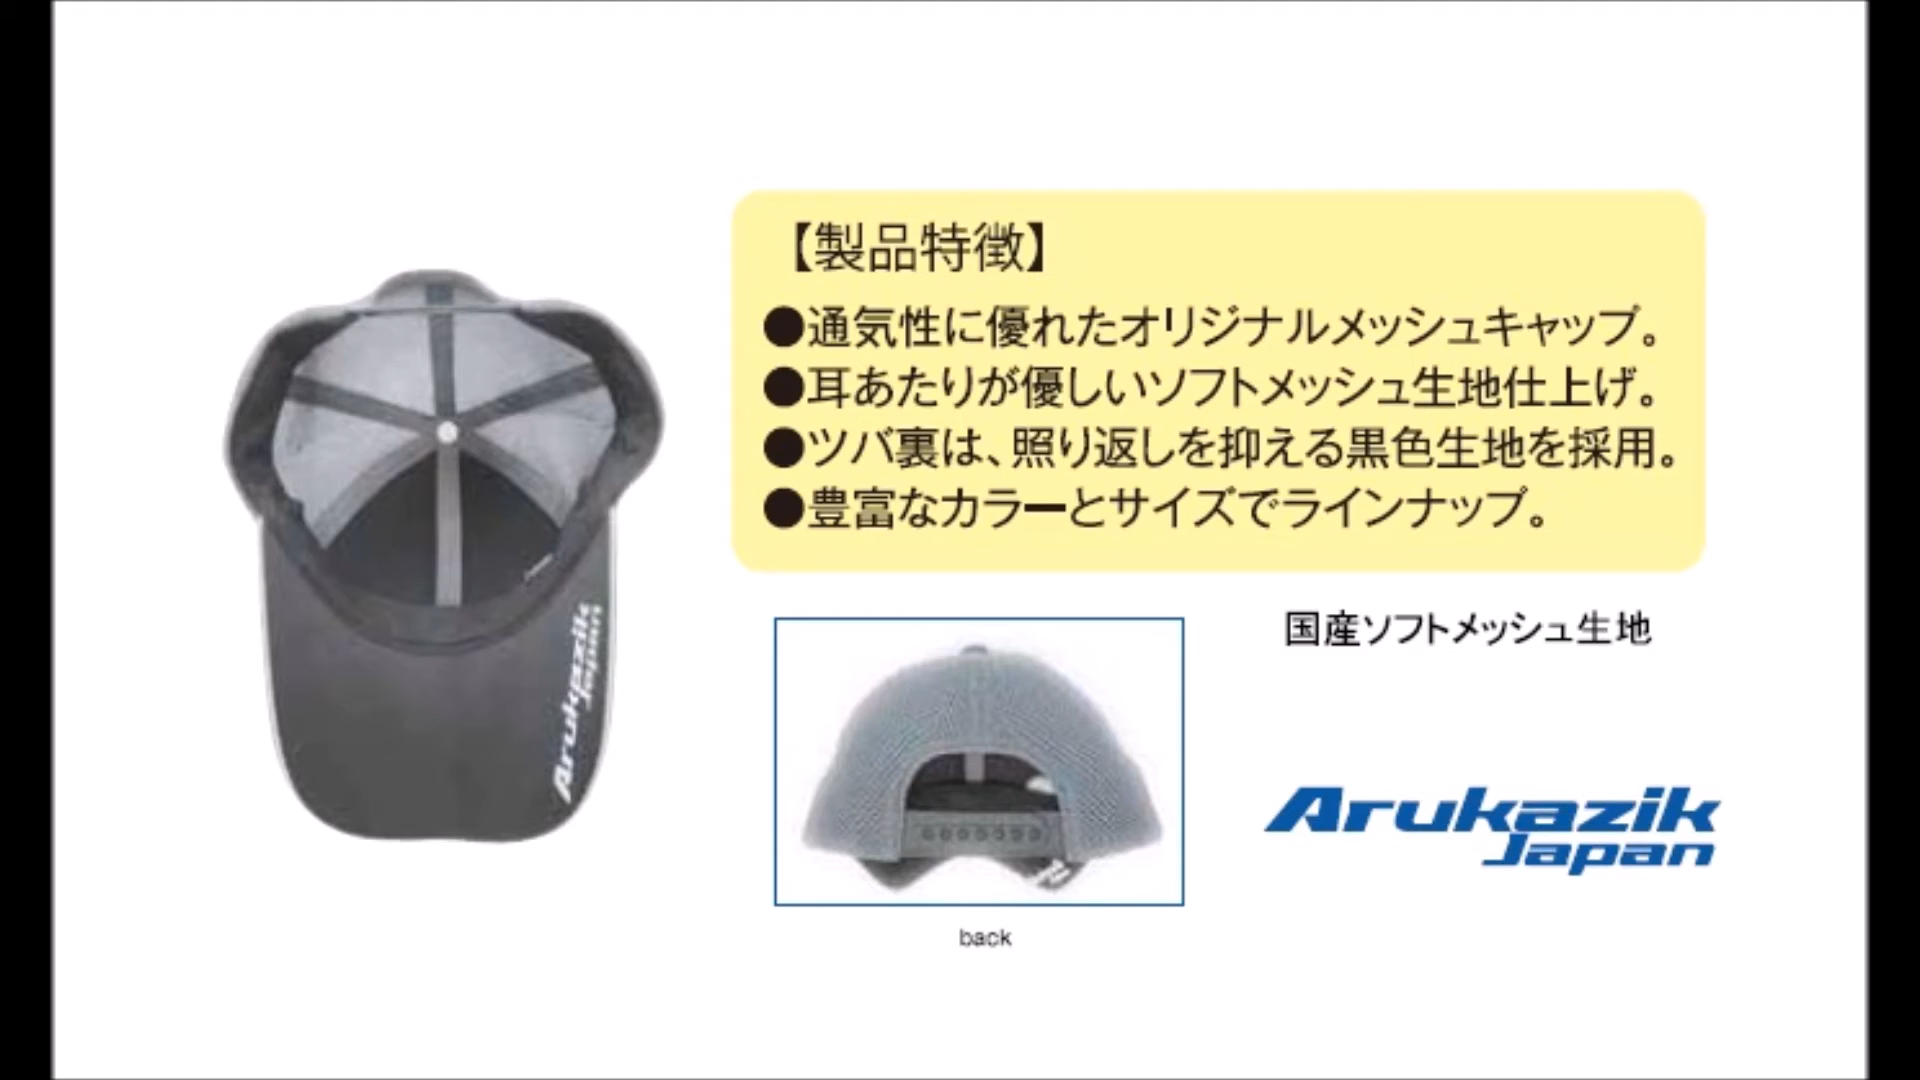 【製品特徴】
●通気性に優れたオリジナルメッシュキャップ。
●耳あたりが優しいソフトメッシュ生地仕上げ。
●ツバ裏は、照り返しを抑える黒色生地を採用。
●豊富なカラーとサイズでラインナップ。
国産ソフトメッシュ生地
Arukazik
Japan
Arukazik
Japan
back